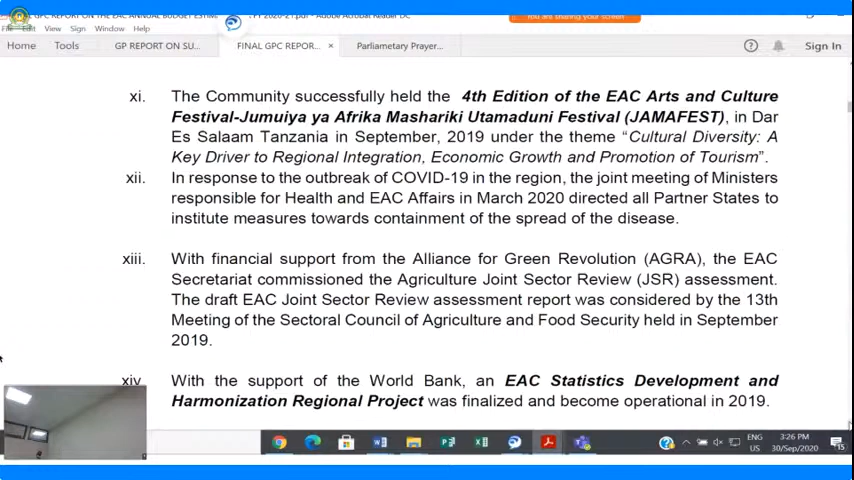 GPC REPORT ON THE EAC ANNUAL BUDGET ESTIM FY 2020-21.pdf - Adobe Acrobat Reader DC
You are sharing your screen
File Edit View Sign Window Help
Home Tools GP REPORT ON SU... FINAL GPC REPOR... × Parliametary Prayer... Sign In
xi. The Community successfully held the 4th Edition of the EAC Arts and Culture
Festival-Jumuiya ya Afrika Mashariki Utamaduni Festival (JAMAFEST), in Dar
Es Salaam Tanzania in September, 2019 under the theme “Cultural Diversity: A
Key Driver to Regional Integration, Economic Growth and Promotion of Tourism”.
xii. In response to the outbreak of COVID-19 in the region, the joint meeting of Ministers
responsible for Health and EAC Affairs in March 2020 directed all Partner States to
institute measures towards containment of the spread of the disease.
xiii. With financial support from the Alliance for Green Revolution (AGRA), the EAC
Secretariat commissioned the Agriculture Joint Sector Review (JSR) assessment.
The draft EAC Joint Sector Review assessment report was considered by the 13th
Meeting of the Sectoral Council of Agriculture and Food Security held in September
2019.
xiv. With the support of the World Bank, an EAC Statistics Development and
Harmonization Regional Project was finalized and become operational in 2019.
ENG 3:26 PM
US 30/Sep/2020 15